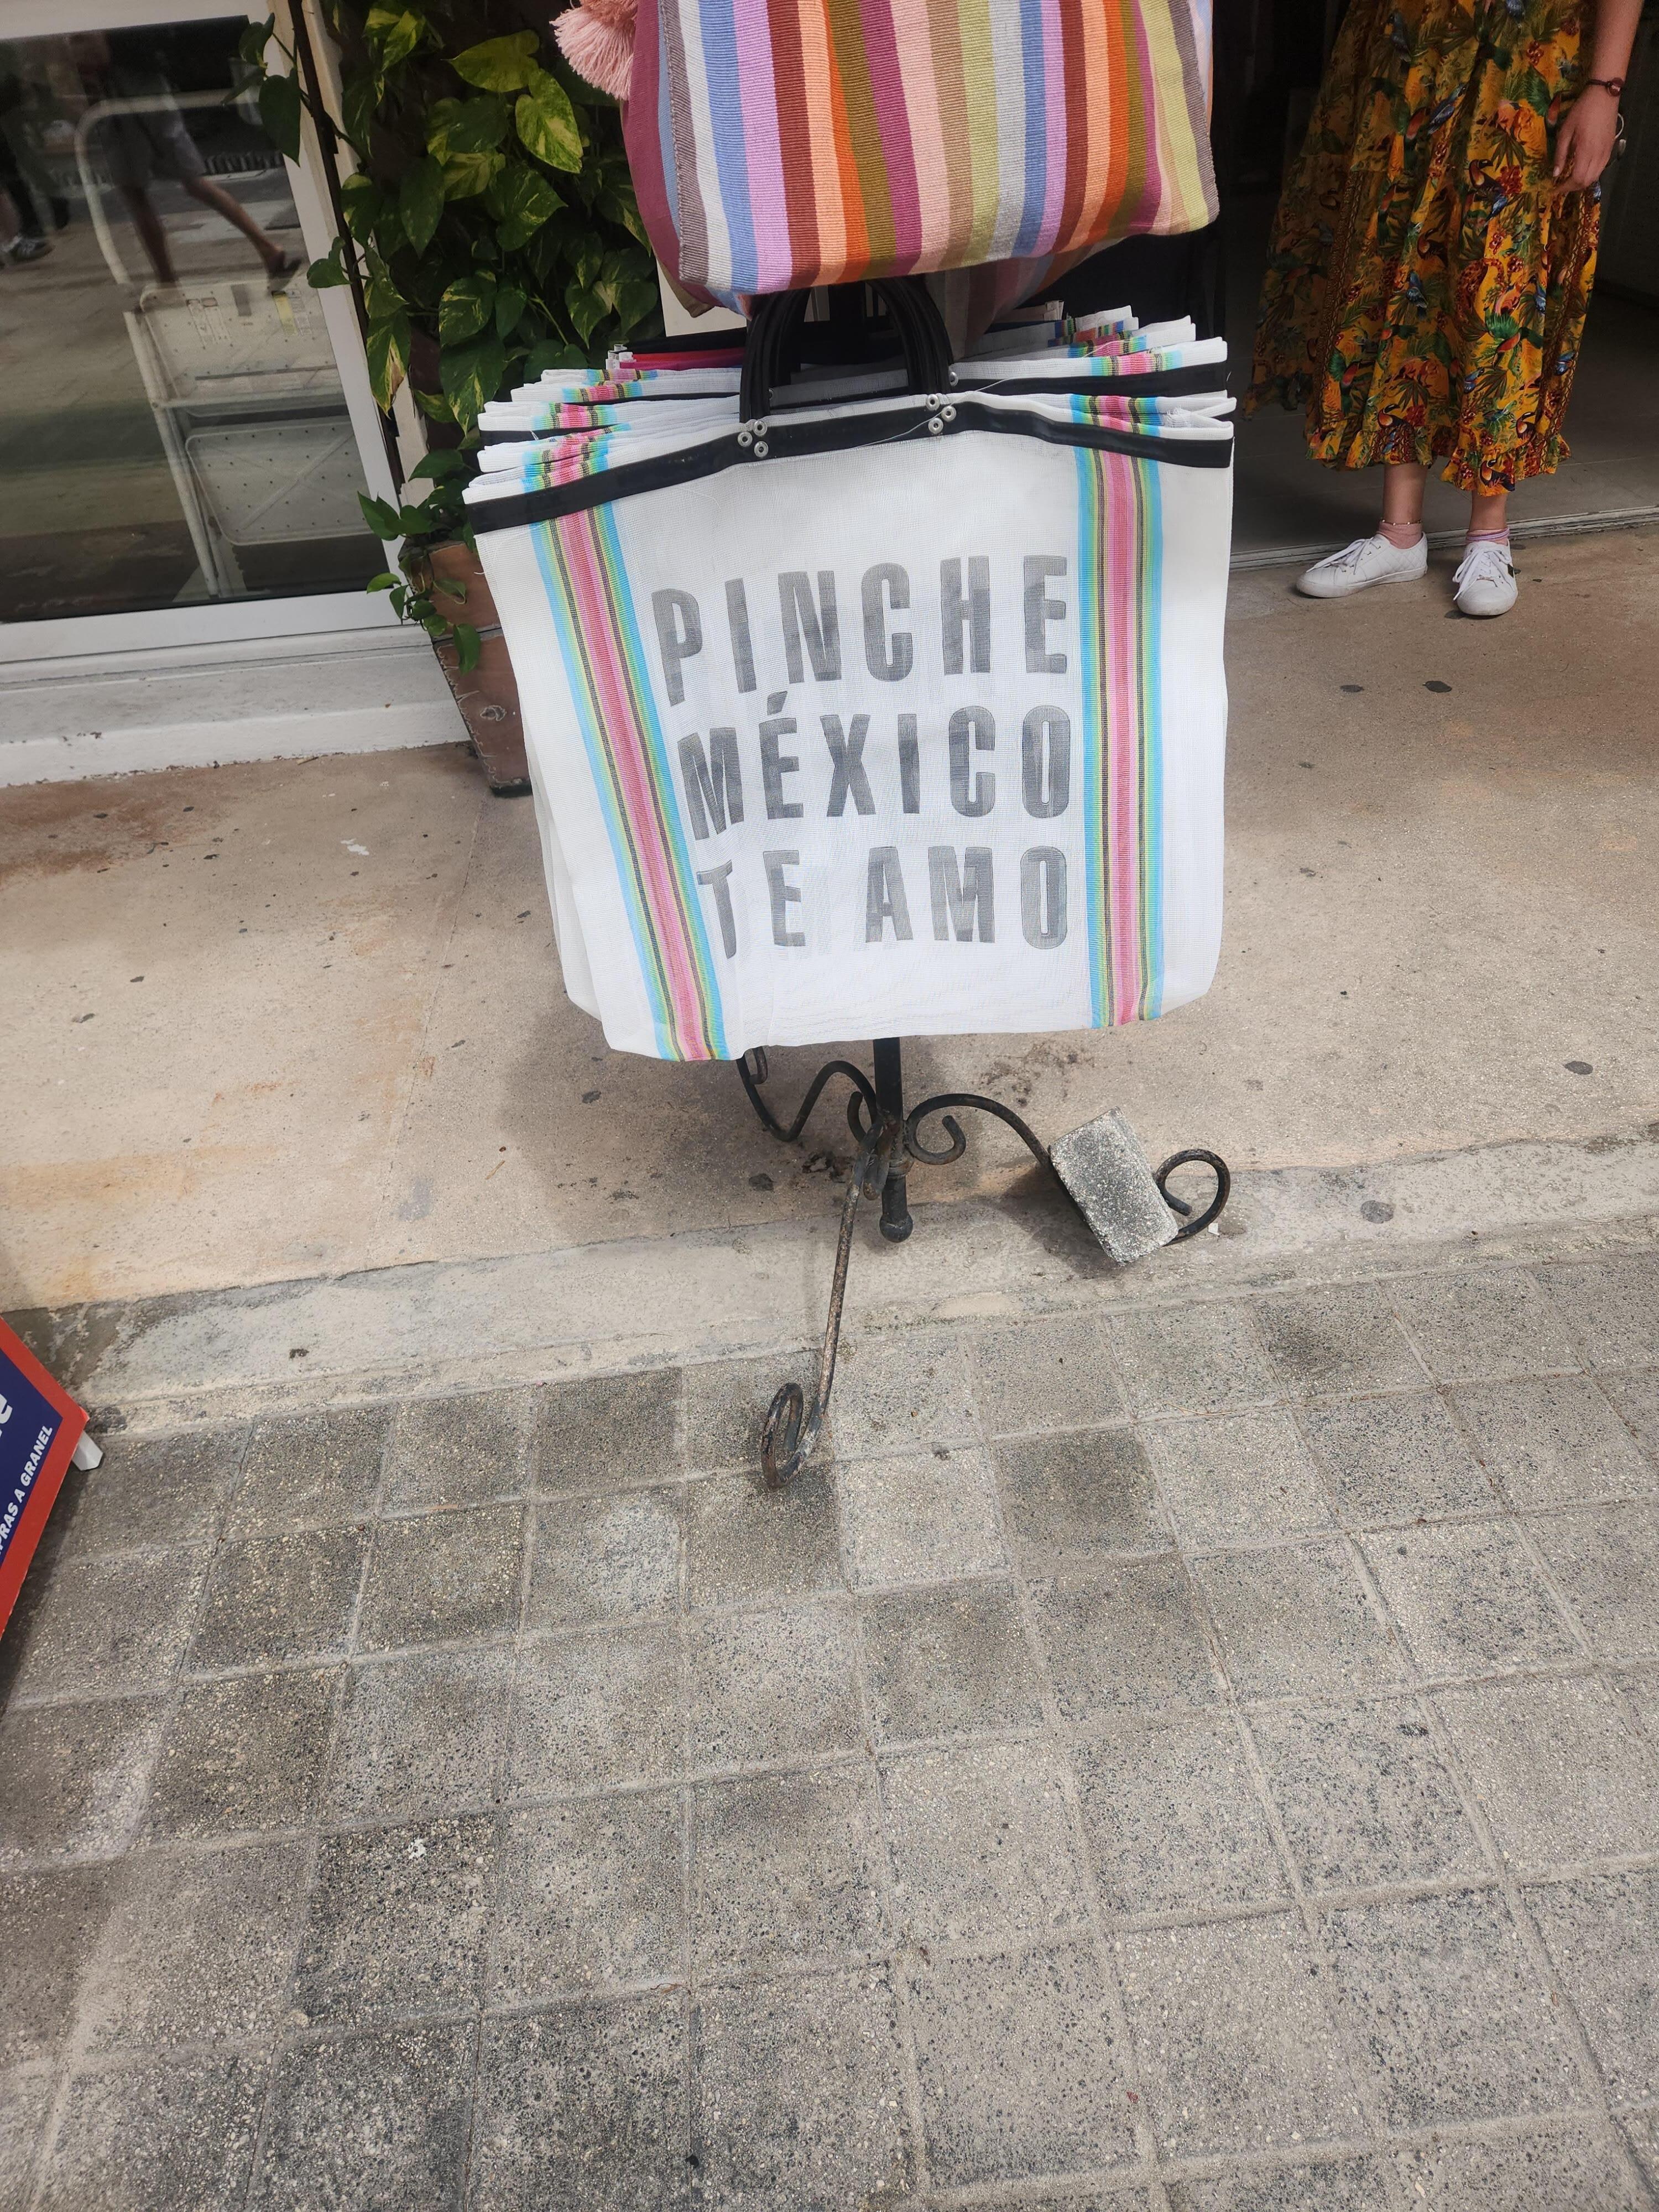 PINCHE
MÉXICO
TE AMO
A GRANEL